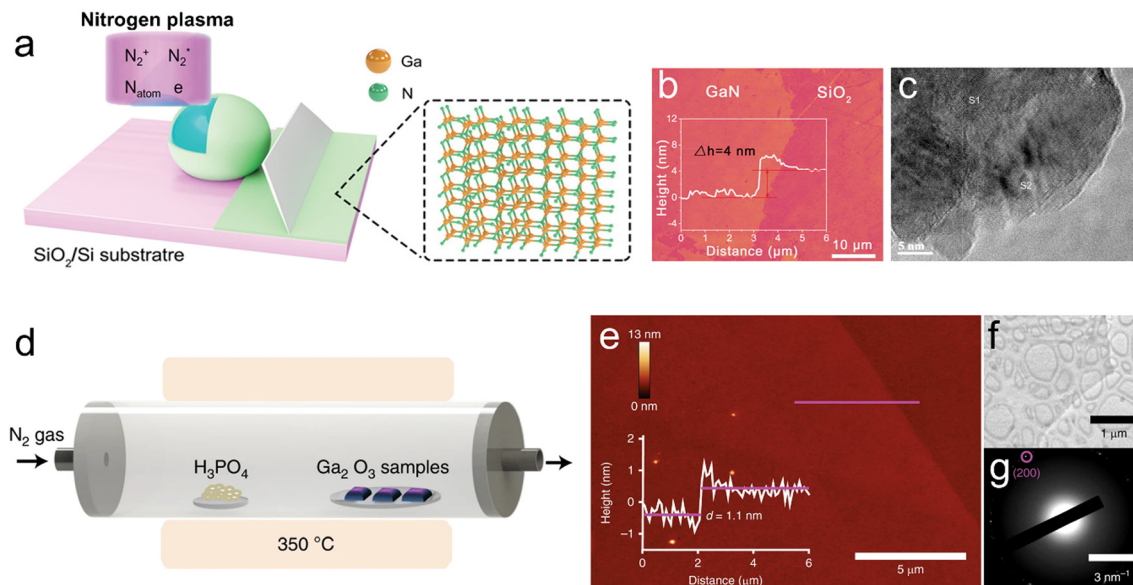 a
Nitrogen plasma
N₂⁺ N₂*
Nₐₜₒₘ e
Ga
N
SiO₂/Si substratre
b
GaN SiO₂
Δh=4 nm
Height (nm)
12
8
4
0
-4
0 1 2 3 4 5 6
Distance (μm)
10 μm
c
S1
S2
5 nm
d
N₂ gas
H₃PO₄
Ga₂ O₃ samples
350 °C
e
13 nm
0 nm
Height (nm)
2
1
0
−1
d = 1.1 nm
0 2 4 6
Distance (μm)
5 μm
f
1 μm
g
(200)
3 nm⁻¹